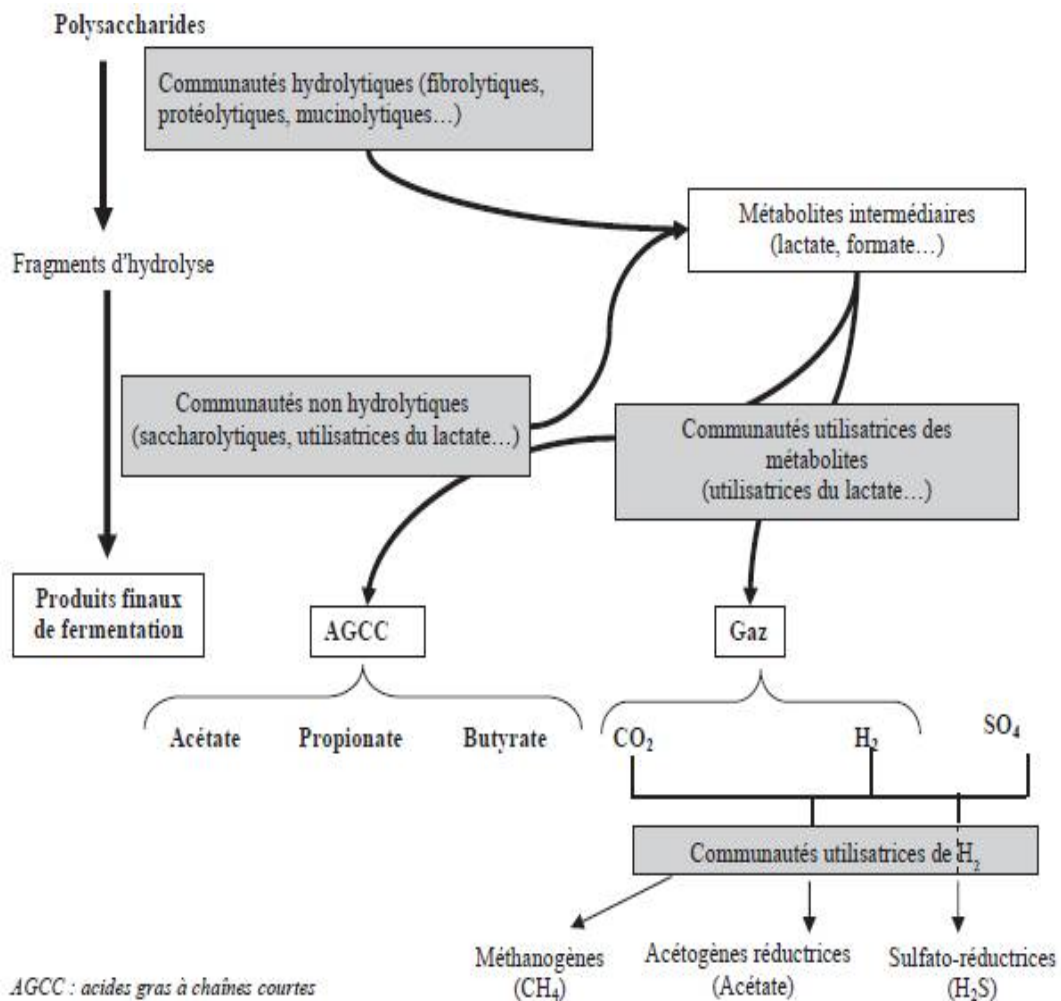 Polysaccharides
Communautés hydrolytiques (fibrolytiques,
protéolytiques, mucinolytiques…)
Métabolites intermédiaires
(lactate, formate…)
Fragments d'hydrolyse
Communautés non hydrolytiques
(saccharolytiques, utilisatrices du lactate…)
Communautés utilisatrices des
métabolites
(utilisatrices du lactate…)
Produits finaux
de fermentation
AGCC
Gaz
Acétate Propionate Butyrate
CO₂ H₂ SO₄
Communautés utilisatrices de H₂
Méthanogènes
(CH₄)
Acétogènes réductrices
(Acétate)
Sulfato-réductrices
(H₂S)
AGCC : acides gras à chaînes courtes